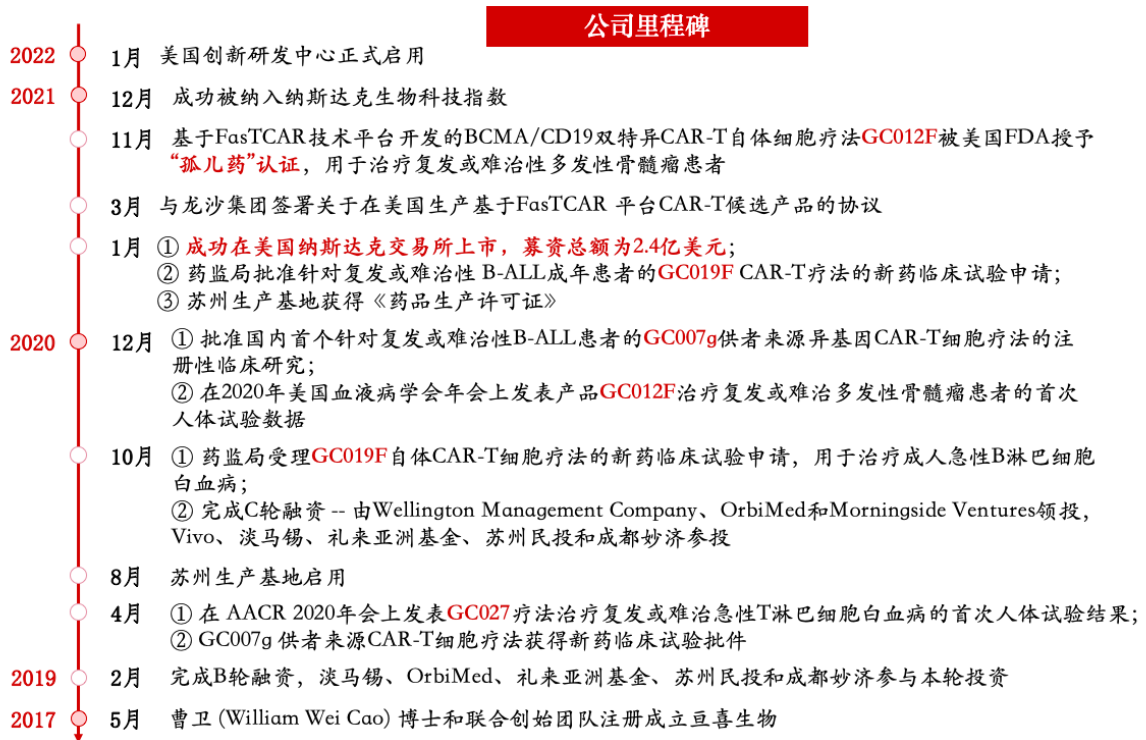 公司里程碑
2022 1月 美国创新研发中心正式启用
2021 12月 成功被纳入纳斯达克生物科技指数
11月 基于FasTCAR技术平台开发的BCMA/CD19双特异CAR-T自体细胞疗法GC012F被美国FDA授予
“孤儿药”认证，用于治疗复发或难治性多发性骨髓瘤患者
3月 与龙沙集团签署关于在美国生产基于FasTCAR 平台CAR-T候选产品的协议
1月 ① 成功在美国纳斯达克交易所上市，募资总额为2.4亿美元；
② 药监局批准针对复发或难治性 B-ALL成年患者的GC019F CAR-T疗法的新药临床试验申请；
③ 苏州生产基地获得《药品生产许可证》
2020 12月 ① 批准国内首个针对复发或难治性B-ALL患者的GC007g供者来源异基因CAR-T细胞疗法的注
册性临床研究；
② 在2020年美国血液病学会年会上发表产品GC012F治疗复发或难治多发性骨髓瘤患者的首次
人体试验数据
10月 ① 药监局受理GC019F自体CAR-T细胞疗法的新药临床试验申请，用于治疗成人急性B淋巴细胞
白血病；
② 完成C轮融资 -- 由Wellington Management Company、OrbiMed和Morningside Ventures领投，
Vivo、淡马锡、礼来亚洲基金、苏州民投和成都妙济参投
8月 苏州生产基地启用
4月 ① 在 AACR 2020年会上发表GC027疗法治疗复发或难治急性T淋巴细胞白血病的首次人体试验结果；
② GC007g 供者来源CAR-T细胞疗法获得新药临床试验批件
2019 2月 完成B轮融资，淡马锡、OrbiMed、礼来亚洲基金、苏州民投和成都妙济参与本轮投资
2017 5月 曹卫 (William Wei Cao) 博士和联合创始团队注册成立亘喜生物